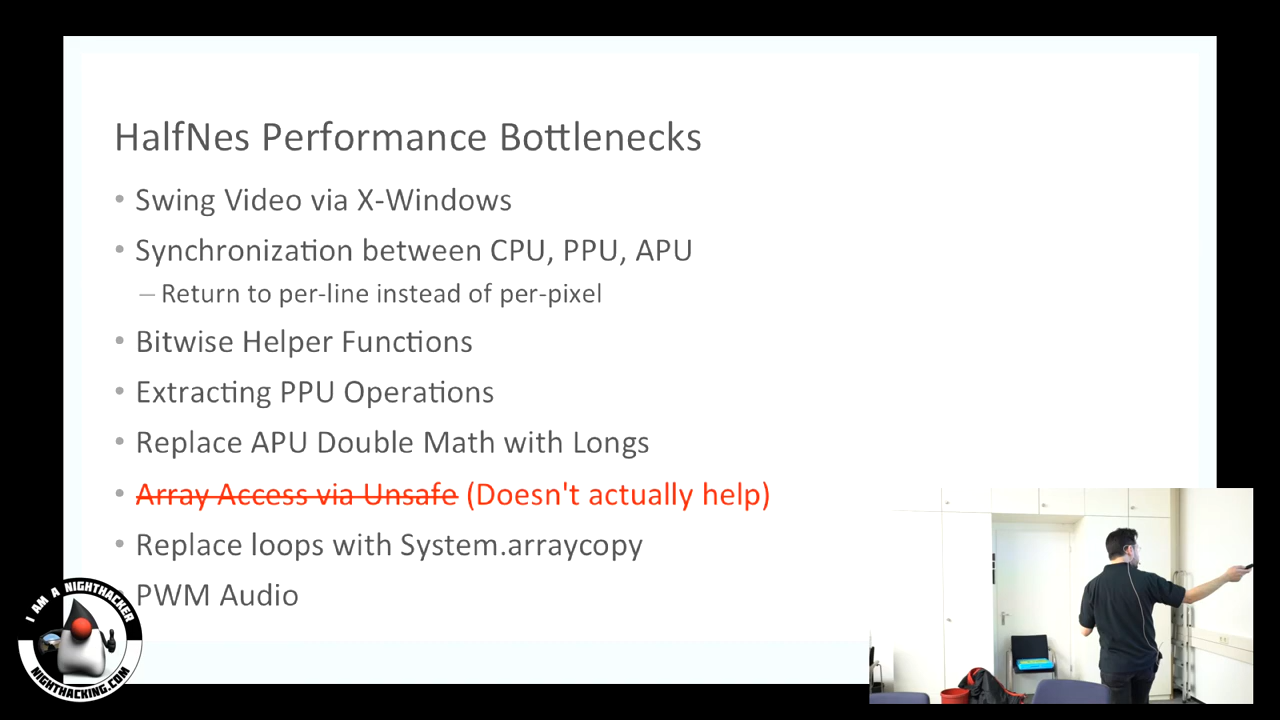 HalfNes Performance Bottlenecks
• Swing Video via X-Windows
• Synchronization between CPU, PPU, APU
– Return to per-line instead of per-pixel
• Bitwise Helper Functions
• Extracting PPU Operations
• Replace APU Double Math with Longs
• Array Access via Unsafe (Doesn't actually help)
• Replace loops with System.arraycopy
PWM Audio
I AM A NIGHTHACKER
NIGHTHACKING.COM